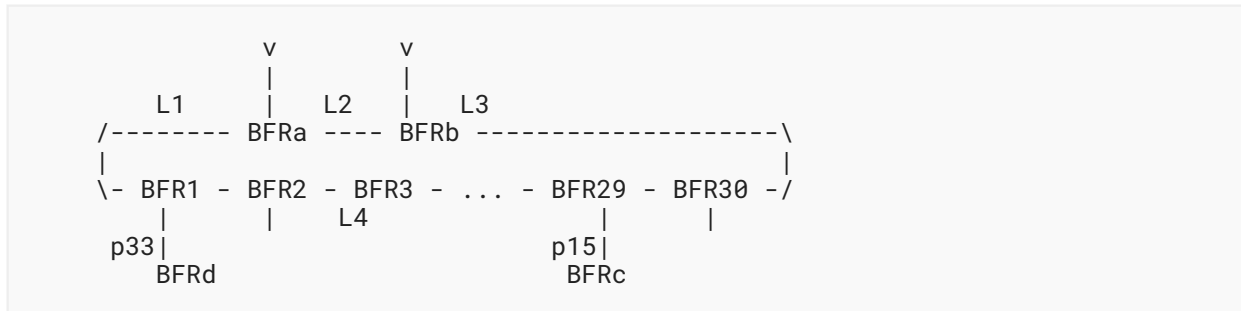 v         v
                |         |
        L1      |   L2    |   L3
    /-------- BFRa ---- BFRb --------------------\
    |                                            |
    \- BFR1 - BFR2 - BFR3 - ... - BFR29 - BFR30 -/
        |      |    L4              |      |
     p33|                        p15|
        BFRd                      BFRc